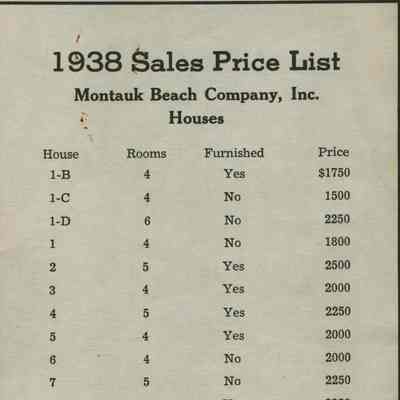 1938 Sales Price List
Montauk Beach Company, Inc.
Houses
House Rooms Furnished Price
1-B 4 Yes $1750
1-C 4 No 1500
1-D 6 No 2250
1 4 No 1800
2 5 Yes 2500
3 4 Yes 2000
4 5 Yes 2250
5 4 Yes 2000
6 4 No 2000
7 5 No 2250